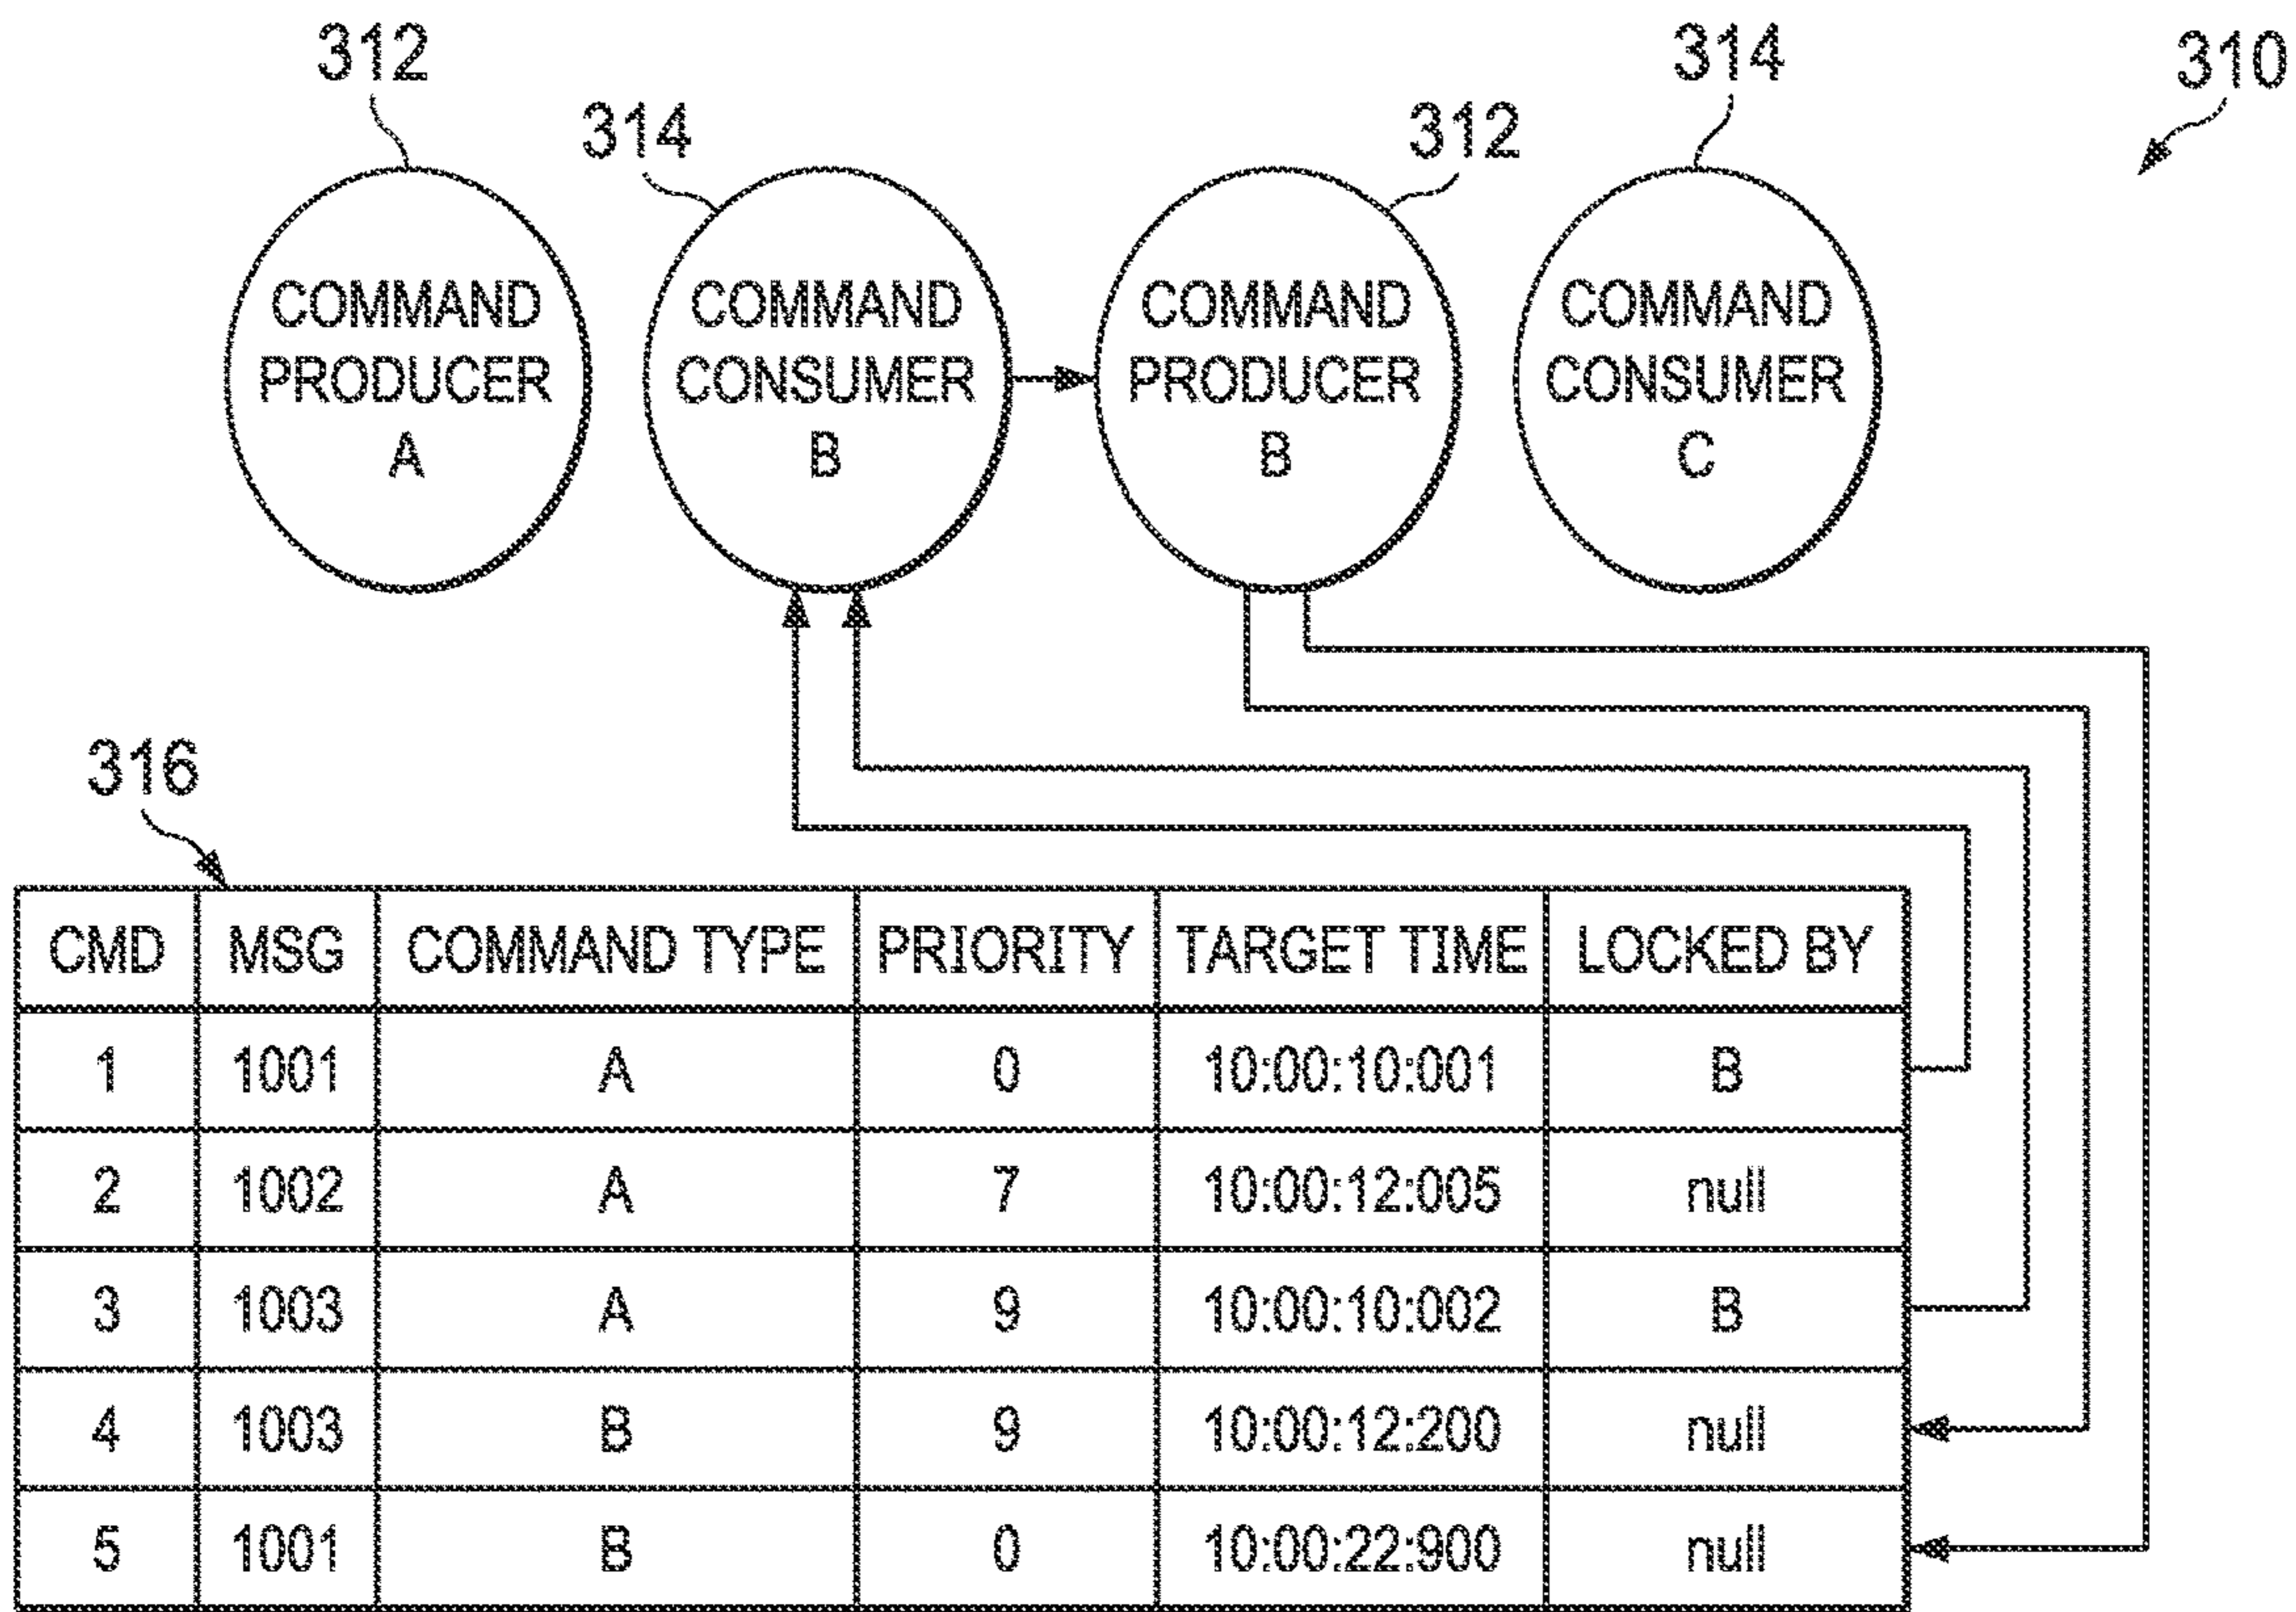 312
314
310
314
312
COMMAND PRODUCER A
COMMAND CONSUMER B
COMMAND PRODUCER B
COMMAND CONSUMER C
316
CMD MSG COMMAND TYPE PRIORITY TARGET TIME LOCKED BY
1 1001 A 0 10:00:10:001 B
2 1002 A 7 10:00:12:005 null
3 1003 A 9 10:00:10:002 B
4 1003 B 9 10:00:12:200 null
5 1001 B 0 10:00:22:900 null